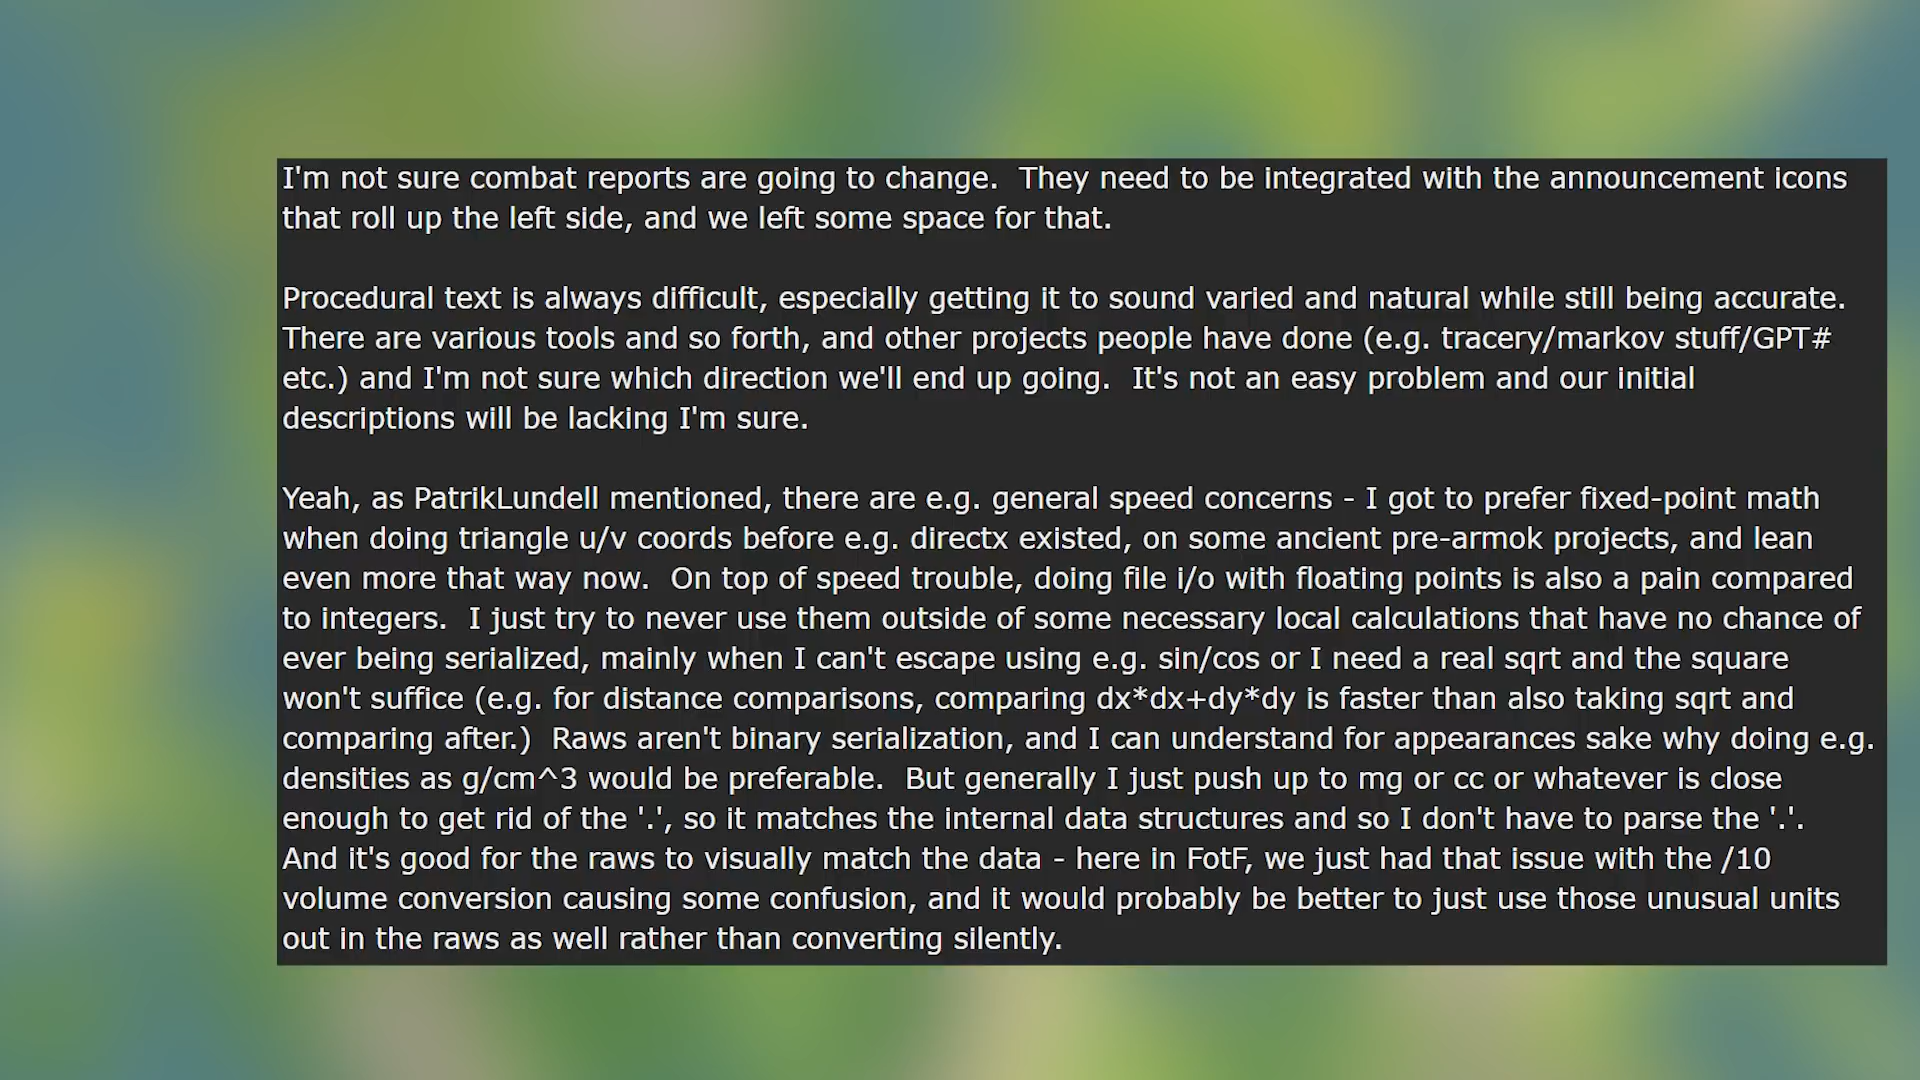 I'm not sure combat reports are going to change.  They need to be integrated with the announcement icons
that roll up the left side, and we left some space for that.
Procedural text is always difficult, especially getting it to sound varied and natural while still being accurate.
There are various tools and so forth, and other projects people have done (e.g. tracery/markov stuff/GPT#
etc.) and I'm not sure which direction we'll end up going.  It's not an easy problem and our initial
descriptions will be lacking I'm sure.
Yeah, as PatrikLundell mentioned, there are e.g. general speed concerns - I got to prefer fixed-point math
when doing triangle u/v coords before e.g. directx existed, on some ancient pre-armok projects, and lean
even more that way now.  On top of speed trouble, doing file i/o with floating points is also a pain compared
to integers.  I just try to never use them outside of some necessary local calculations that have no chance of
ever being serialized, mainly when I can't escape using e.g. sin/cos or I need a real sqrt and the square
won't suffice (e.g. for distance comparisons, comparing dx*dx+dy*dy is faster than also taking sqrt and
comparing after.)  Raws aren't binary serialization, and I can understand for appearances sake why doing e.g.
densities as g/cm^3 would be preferable.  But generally I just push up to mg or cc or whatever is close
enough to get rid of the '.', so it matches the internal data structures and so I don't have to parse the '.'.
And it's good for the raws to visually match the data - here in FotF, we just had that issue with the /10
volume conversion causing some confusion, and it would probably be better to just use those unusual units
out in the raws as well rather than converting silently.